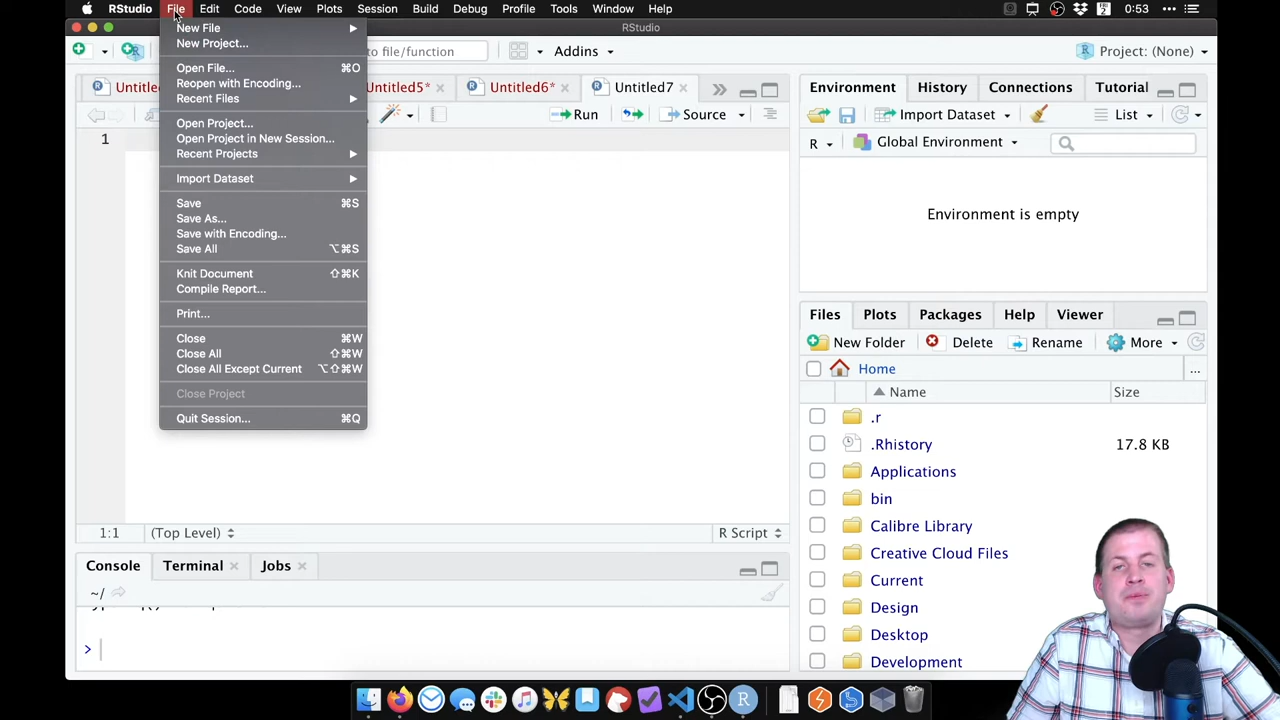 RStudio File Edit Code View Plots Session Build Debug Profile Tools Window Help 2 0:53
RStudio
to file/function Addins Project: (None)
Untitled5* Untitled6* Untitled7
Run Source
1
1:1 (Top Level) R Script
New File
New Project...
Open File... ⌘O
Reopen with Encoding...
Recent Files
Open Project...
Open Project in New Session...
Recent Projects
Import Dataset
Save ⌘S
Save As...
Save with Encoding...
Save All ⌥⌘S
Knit Document ⇧⌘K
Compile Report...
Print...
Close ⌘W
Close All ⇧⌘W
Close All Except Current ⌥⇧⌘W
Close Project
Quit Session... ⌘Q
Console Terminal Jobs
~/
>
Environment History Connections Tutorial
Import Dataset List
R Global Environment
Environment is empty
Files Plots Packages Help Viewer
New Folder Delete Rename More
Home ...
Name Size
.r
.Rhistory 17.8 KB
Applications
bin
Calibre Library
Creative Cloud Files
Current
Design
Desktop
Development